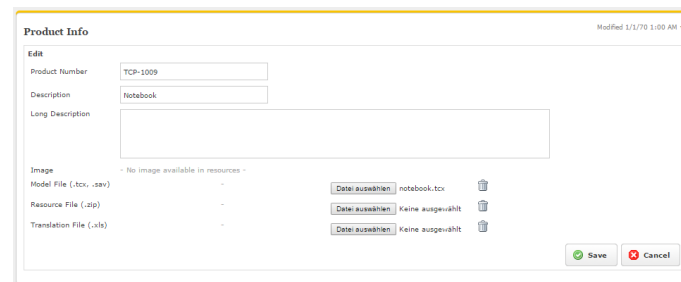 Product Info
Modified 1/1/70 1:00 AM
Edit
Product Number TCP-1009
Description Notebook
Long Description
Image - No image available in resources -
Model File (.tcx, .sav) - Datei auswählen notebook.tcx
Resource File (.zip) - Datei auswählen Keine ausgewählt
Translation File (.xls) - Datei auswählen Keine ausgewählt
Save Cancel